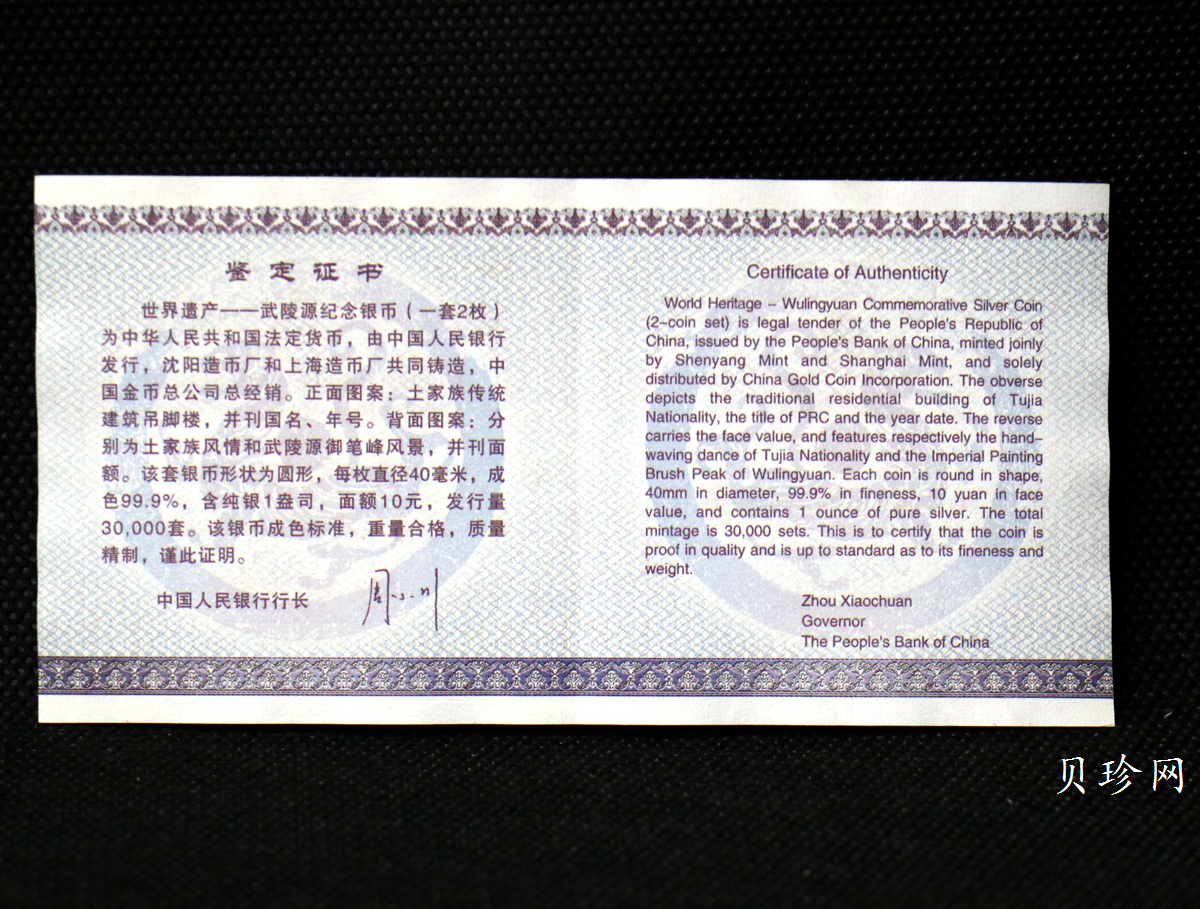 鉴定证书
世界遗产——武陵源纪念银币（一套2枚）
为中华人民共和国法定货币，由中国人民银行
发行，沈阳造币厂和上海造币厂共同铸造，中
国金币总公司总经销。正面图案：土家族传统
建筑吊脚楼，并刊国名、年号。背面图案：分
别为土家族风情和武陵源御笔峰风景，并刊面
额。该套银币形状为圆形，每枚直径40毫米，成
色99.9%，含纯银1盎司，面额10元，发行量
30,000套。该银币成色标准，重量合格，质量
精制，谨此证明。
中国人民银行行长
周小川
Certificate of Authenticity
World Heritage – Wulingyuan Commemorative Silver Coin
(2–coin set) is legal tender of the People's Republic of
China, issued by the People's Bank of China, minted joinly
by Shenyang Mint and Shanghai Mint, and solely
distributed by China Gold Coin Incorporation. The obverse
depicts the traditional residential building of Tujia
Nationality, the title of PRC and the year date. The reverse
carries the face value, and features respectively the hand–
waving dance of Tujia Nationality and the Imperial Painting
Brush Peak of Wulingyuan. Each coin is round in shape,
40mm in diameter, 99.9% in fineness, 10 yuan in face
value, and contains 1 ounce of pure silver. The total
mintage is 30,000 sets. This is to certify that the coin is
proof in quality and is up to standard as to its fineness and
weight.
Zhou Xiaochuan
Governor
The People's Bank of China
贝珍网